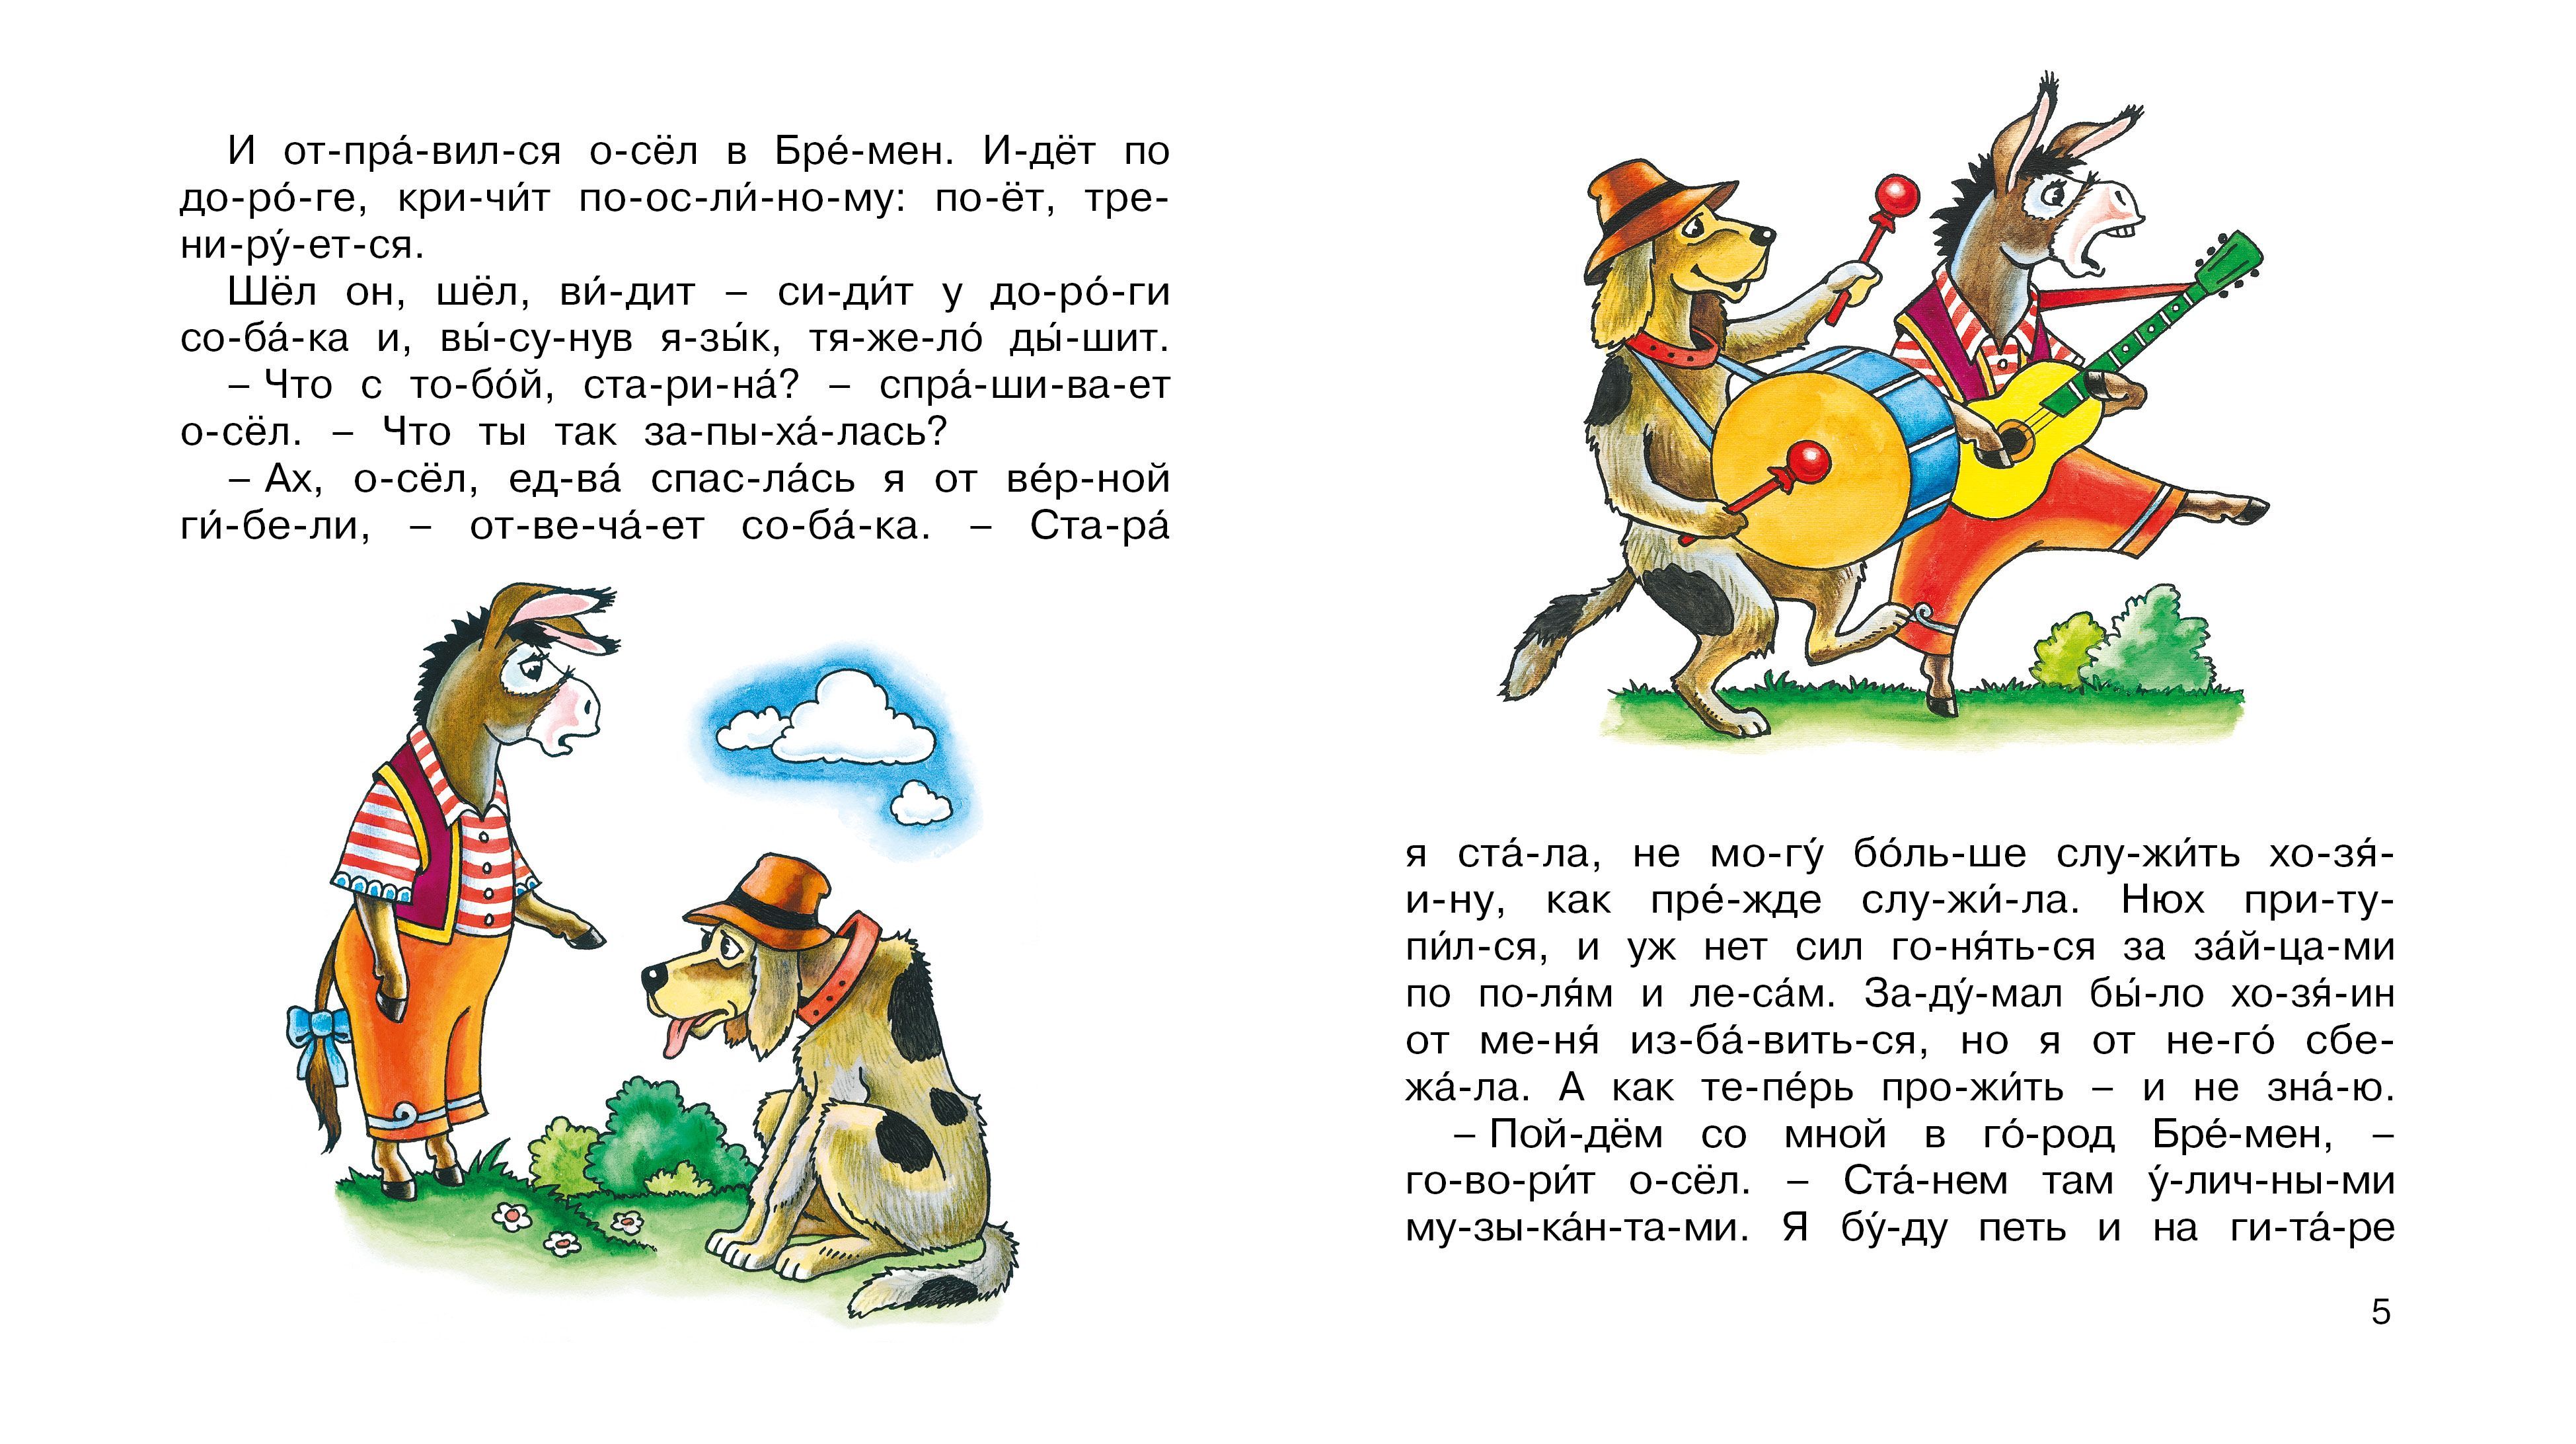 И от-пра́-вил-ся о-сёл в Бре́-мен. И-дёт по
до-ро́-ге, кри-чи́т по-ос-ли́-но-му: по-ёт, тре-
ни-ру́-ет-ся.
Шёл он, шёл, ви́-дит – си-ди́т у до-ро́-ги
со-ба́-ка и, вы́-су-нув я-зы́к, тя-же-ло́ ды́-шит.
– Что с то-бо́й, ста-ри-на́? – спра́-ши-ва-ет
о-сёл. – Что ты так за-пы-ха́-лась?
– Ах, о-сёл, ед-ва́ спас-ла́сь я от ве́р-ной
ги́-бе-ли, – от-ве-ча́-ет со-ба́-ка. – Ста-ра́
я ста́-ла, не мо-гу́ бо́ль-ше слу-жи́ть хо-зя́-
и-ну, как пре́-жде слу-жи́-ла. Нюх при-ту-
пи́л-ся, и уж нет сил го-ня́ть-ся за за́й-ца-ми
по по-ля́м и ле-са́м. За-ду́-мал бы́-ло хо-зя́-ин
от ме-ня́ из-ба́-вить-ся, но я от не-го́ сбе-
жа́-ла. А как те-пе́рь про-жи́ть – и не зна́-ю.
– Пой-дём со мной в го́-род Бре́-мен, –
го-во-ри́т о-сёл. – Ста́-нем там у́-лич-ны-ми
му-зы-ка́н-та-ми. Я бу́-ду петь и на ги-та́-ре
5